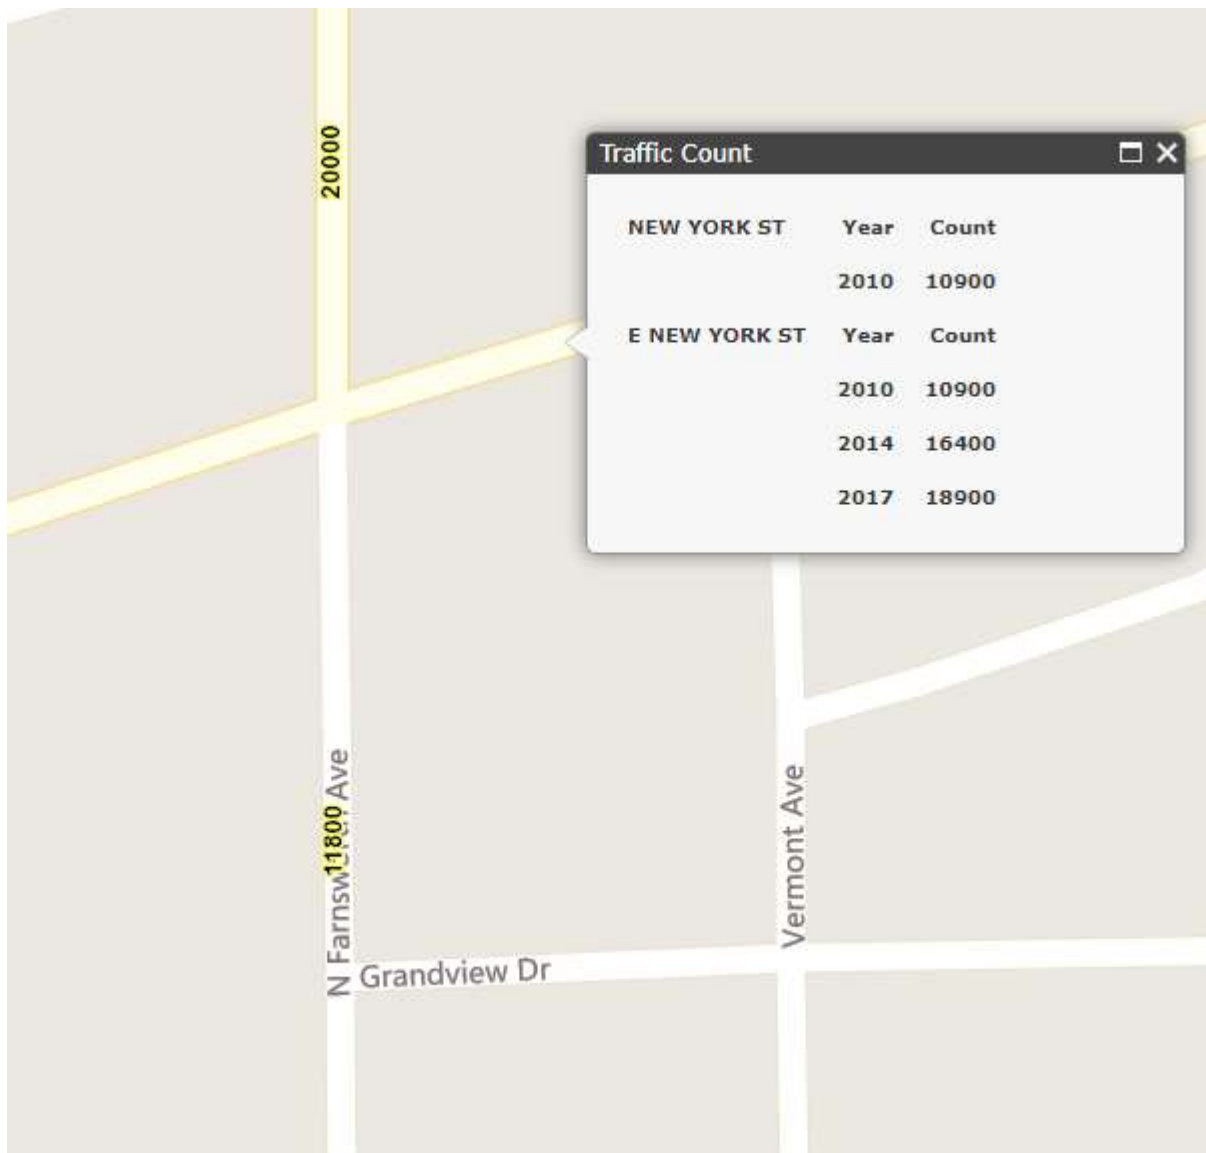 20000
Traffic Count
NEW YORK ST Year Count
2010 10900
E NEW YORK ST Year Count
2010 10900
2014 16400
2017 18900
11800
N Ave
Vermont Ave
Grandview Dr